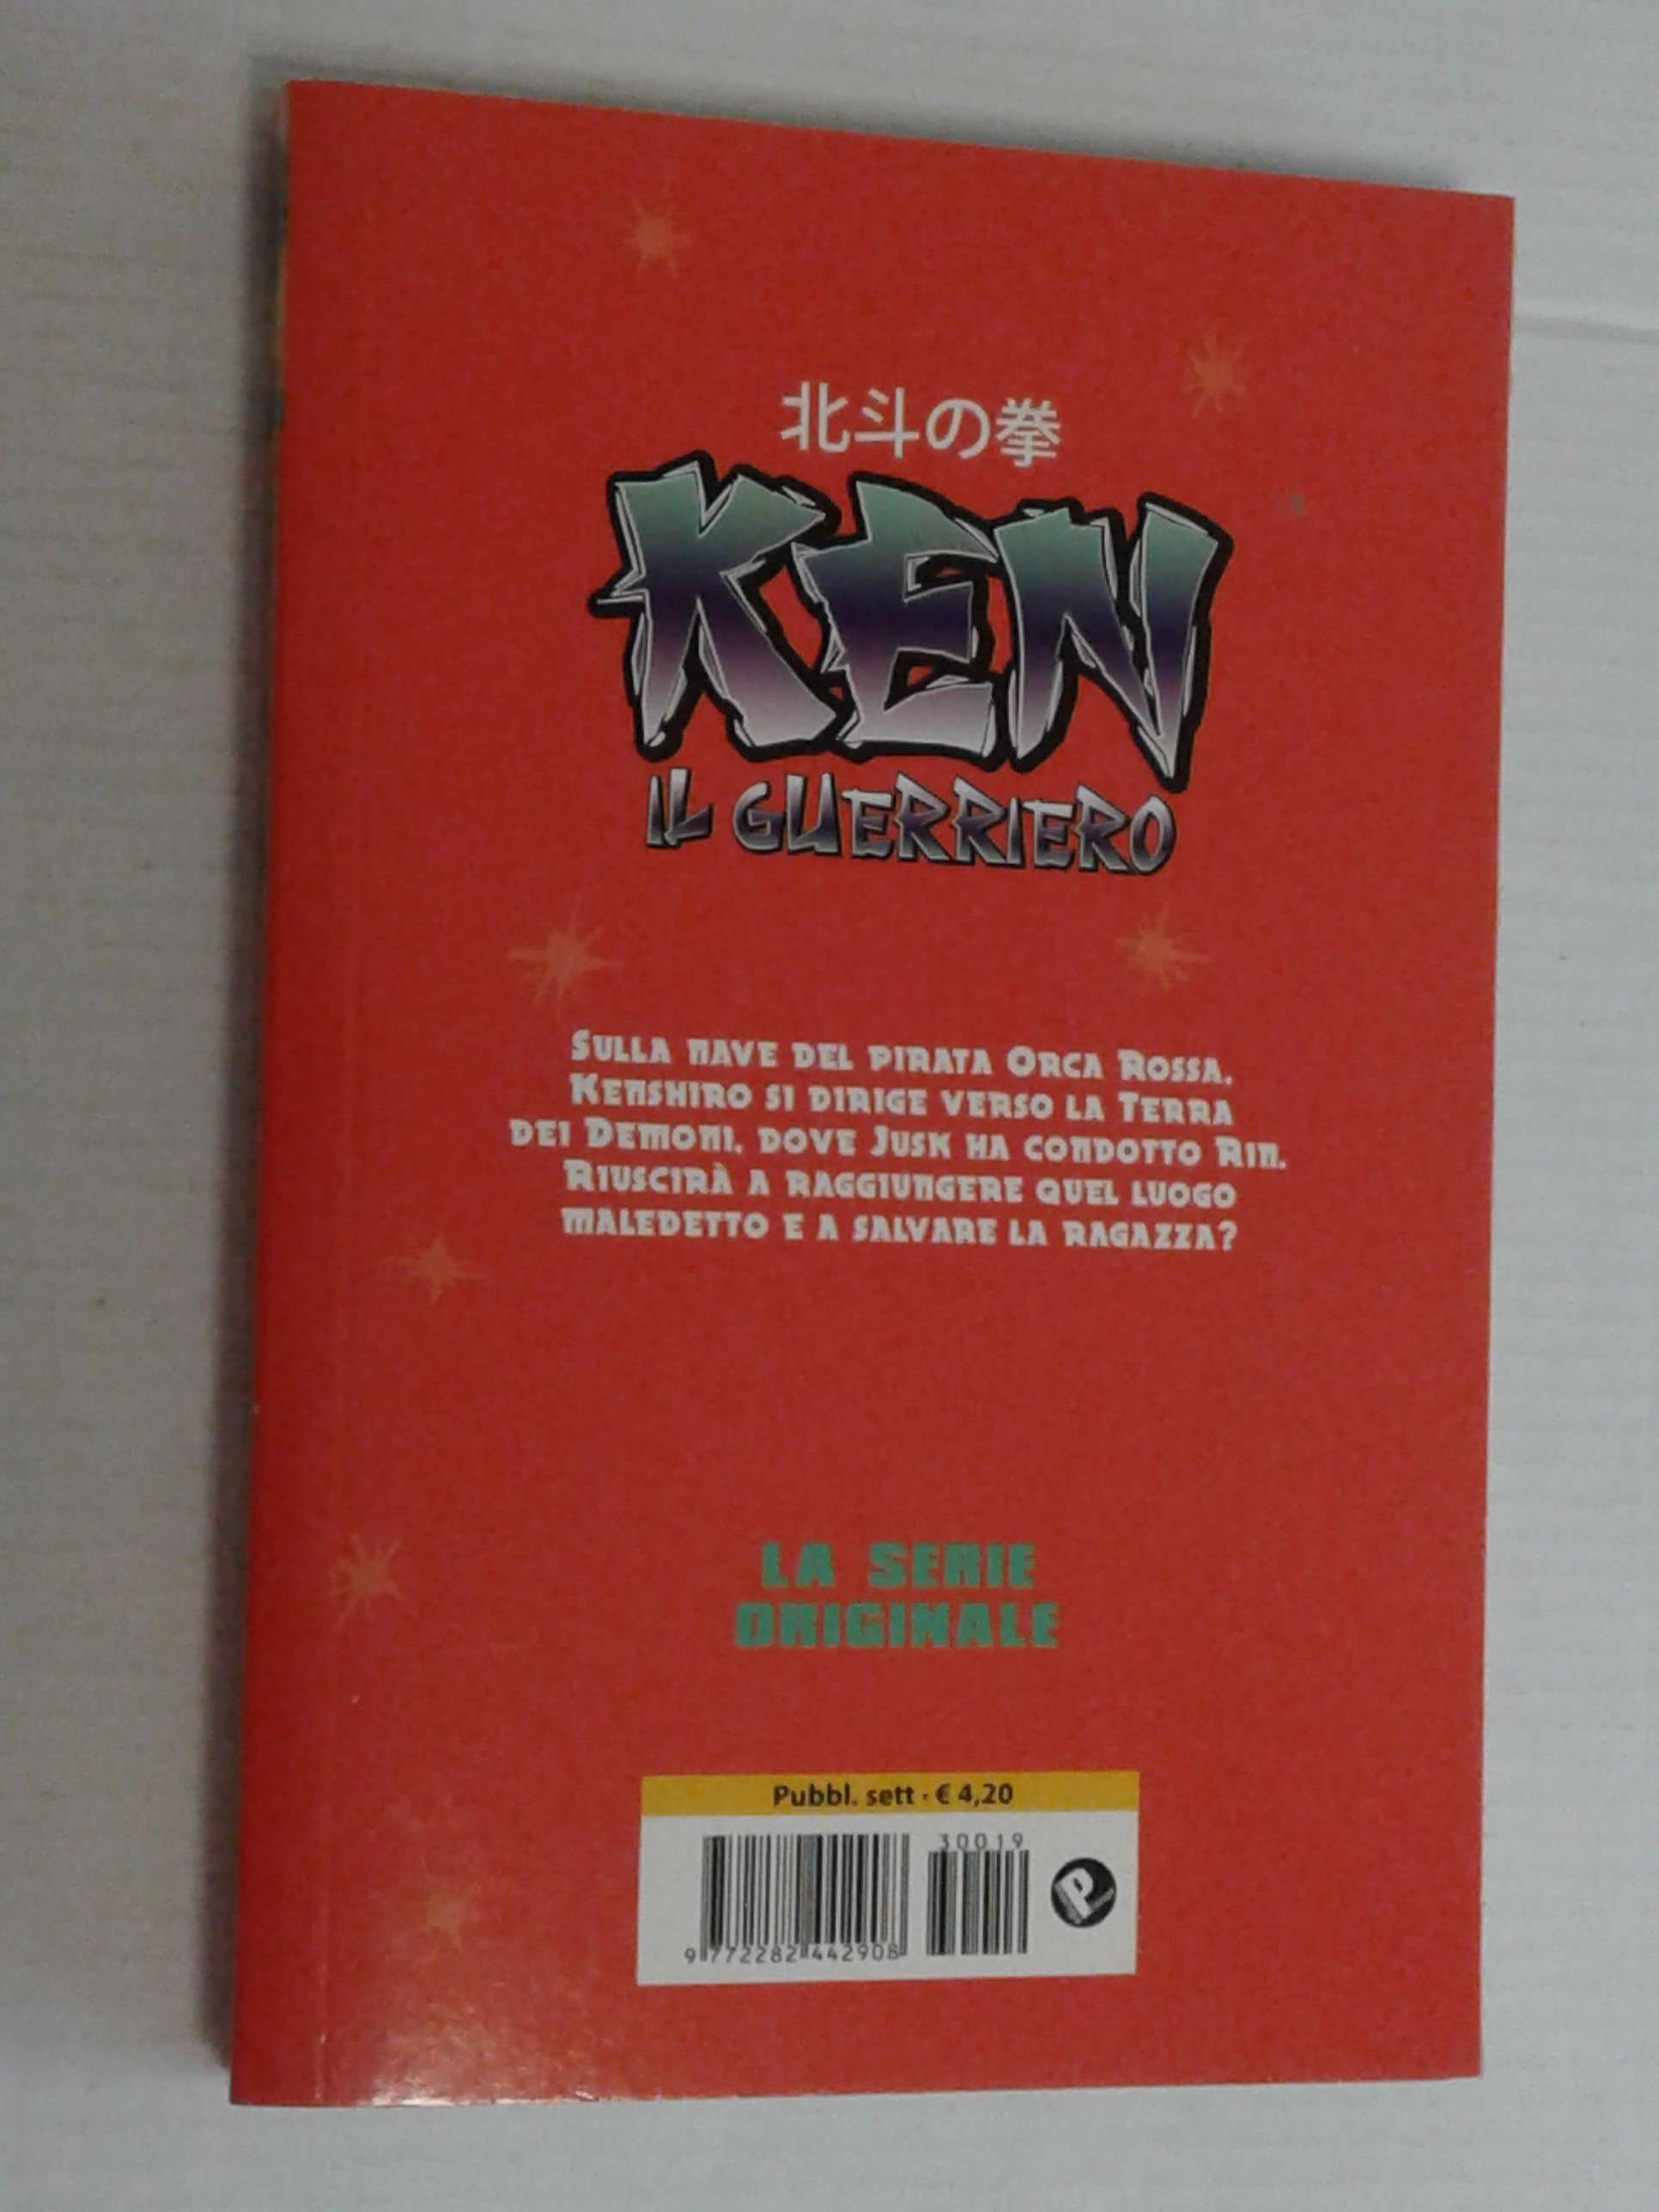 北斗の拳
KEN
IL GUERRIERO
SULLA NAVE DEL PIRATA ORCA ROSSA,
KENSHIRO SI DIRIGE VERSO LA TERRA
DEI DEMONI, DOVE JUSK HA CONDOTTO RIN.
RIUSCIRÀ A RAGGIUNGERE QUEL LUOGO
MALEDETTO E A SALVARE LA RAGAZZA?
LA SERIE
ORIGINALE
Pubbl. sett · € 4,20
30019
9 772282 442908
P